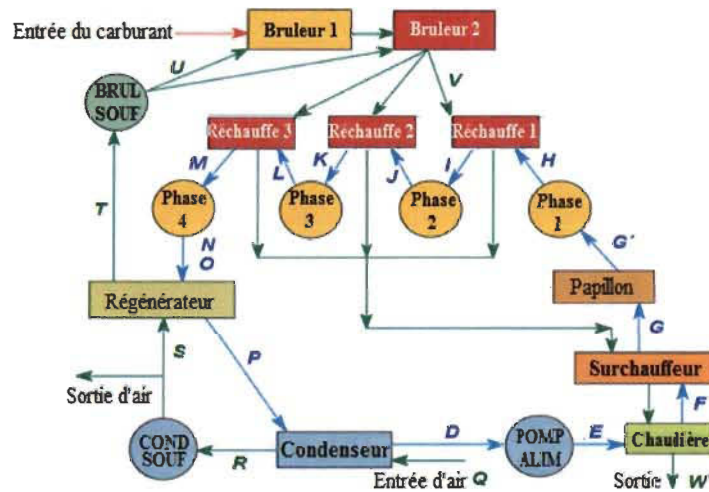 Entrée du carburant
Bruleur 1
Bruleur 2
U
V
BRUL
SOUF
Réchauffe 3
Réchauffe 2
Réchauffe 1
M
L
K
J
I
H
Phase
4
Phase
3
Phase
2
Phase
1
T
N
O
G'
Régénérateur
Papillon
S
P
G
Sortie d'air
Surchauffeur
F
COND
SOUF
R
Condenseur
D
POMP
ALIM
E
Chaudière
Entrée d'air
Q
Sortie
W